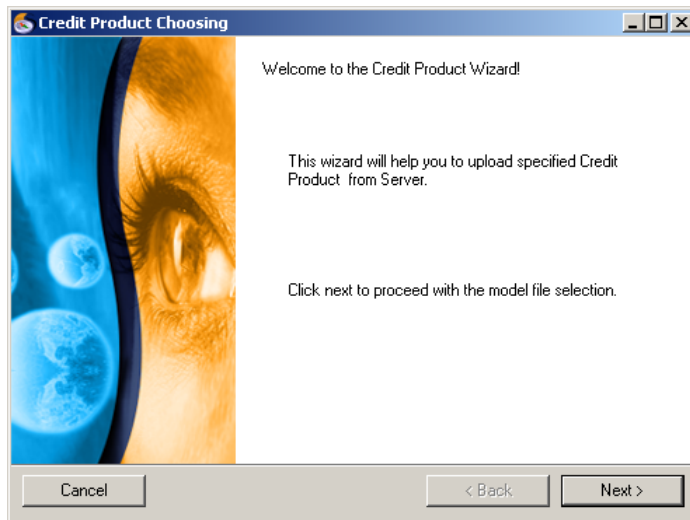 Credit Product Choosing
Welcome to the Credit Product Wizard!
This wizard will help you to upload specified Credit
Product from Server.
Click next to proceed with the model file selection.
Cancel
< Back
Next >